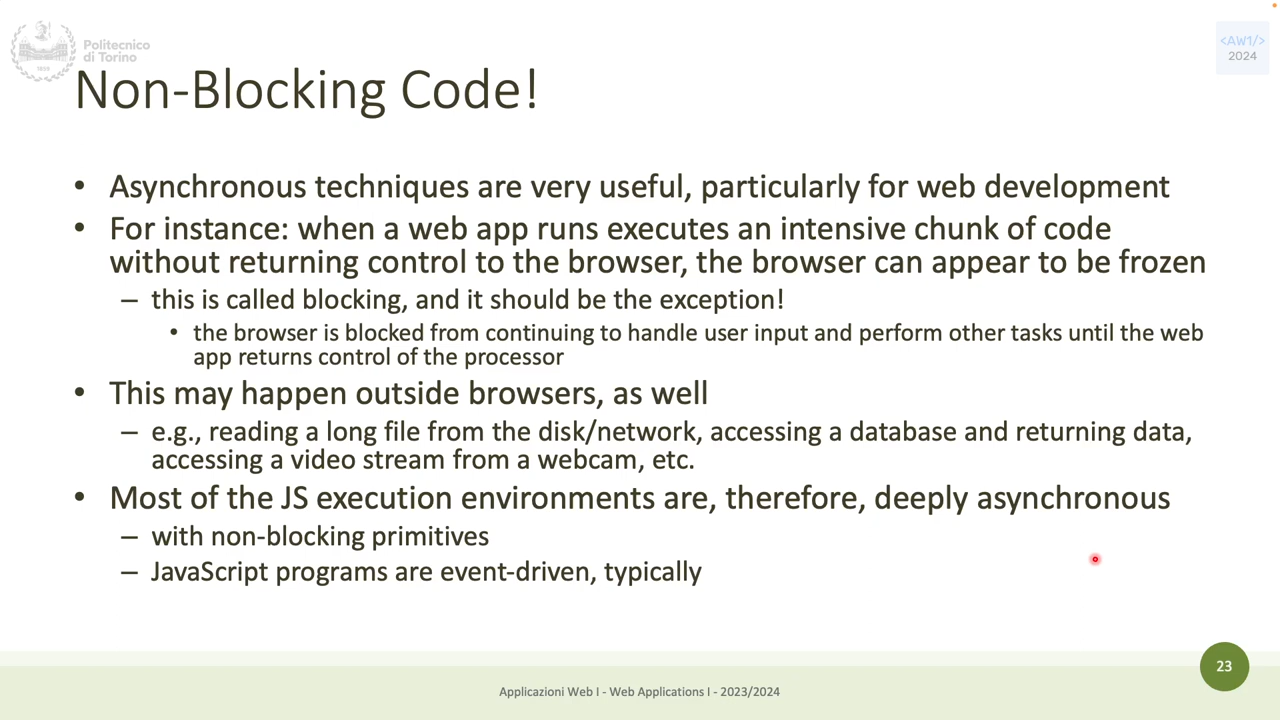 Politecnico
di Torino
1859
<AW1/>
2024
Non-Blocking Code!
• Asynchronous techniques are very useful, particularly for web development
• For instance: when a web app runs executes an intensive chunk of code
without returning control to the browser, the browser can appear to be frozen
– this is called blocking, and it should be the exception!
• the browser is blocked from continuing to handle user input and perform other tasks until the web
app returns control of the processor
• This may happen outside browsers, as well
– e.g., reading a long file from the disk/network, accessing a database and returning data,
accessing a video stream from a webcam, etc.
• Most of the JS execution environments are, therefore, deeply asynchronous
– with non-blocking primitives
– JavaScript programs are event-driven, typically
23
Applicazioni Web I - Web Applications I - 2023/2024